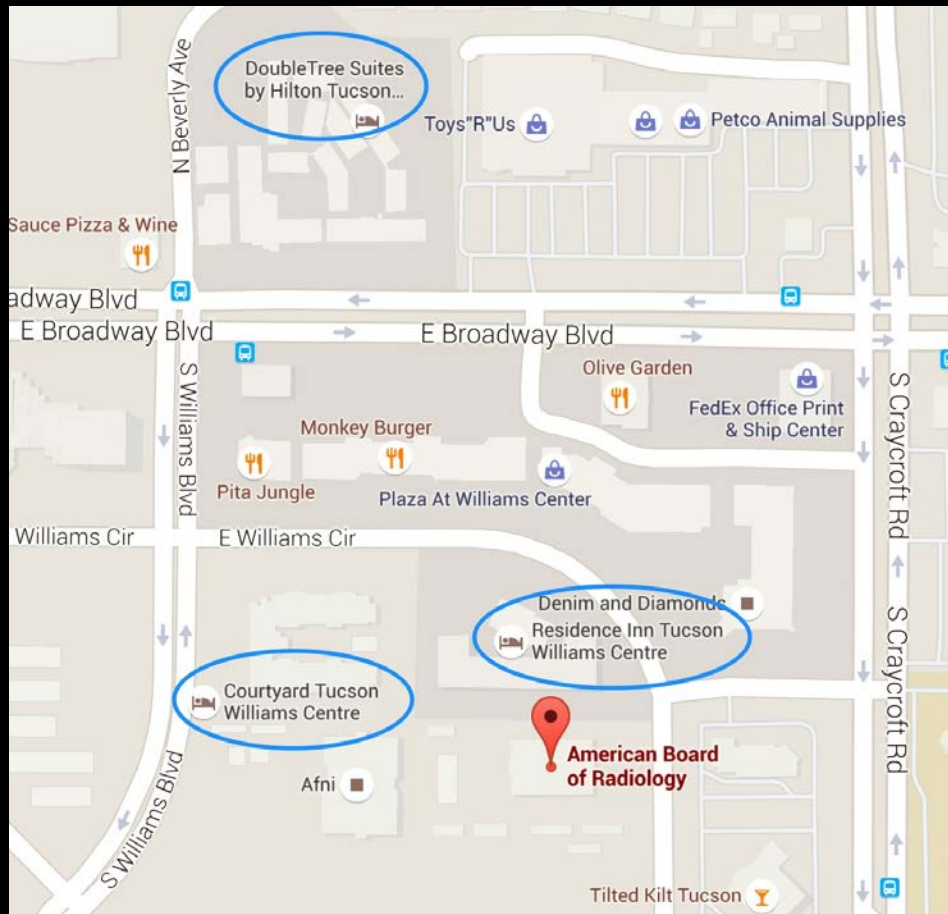 N Beverly Ave
DoubleTree Suites
by Hilton Tucson...
Toys"R"Us
Petco Animal Supplies
Sauce Pizza & Wine
adway Blvd
E Broadway Blvd
E Broadway Blvd
S Williams Blvd
Olive Garden
FedEx Office Print
& Ship Center
S Craycroft Rd
Monkey Burger
Pita Jungle
Plaza At Williams Center
Williams Cir
E Williams Cir
Denim and Diamonds
Residence Inn Tucson
Williams Centre
S Craycroft Rd
Courtyard Tucson
Williams Centre
American Board
of Radiology
Afni
S Williams Blvd
Tilted Kilt Tucson